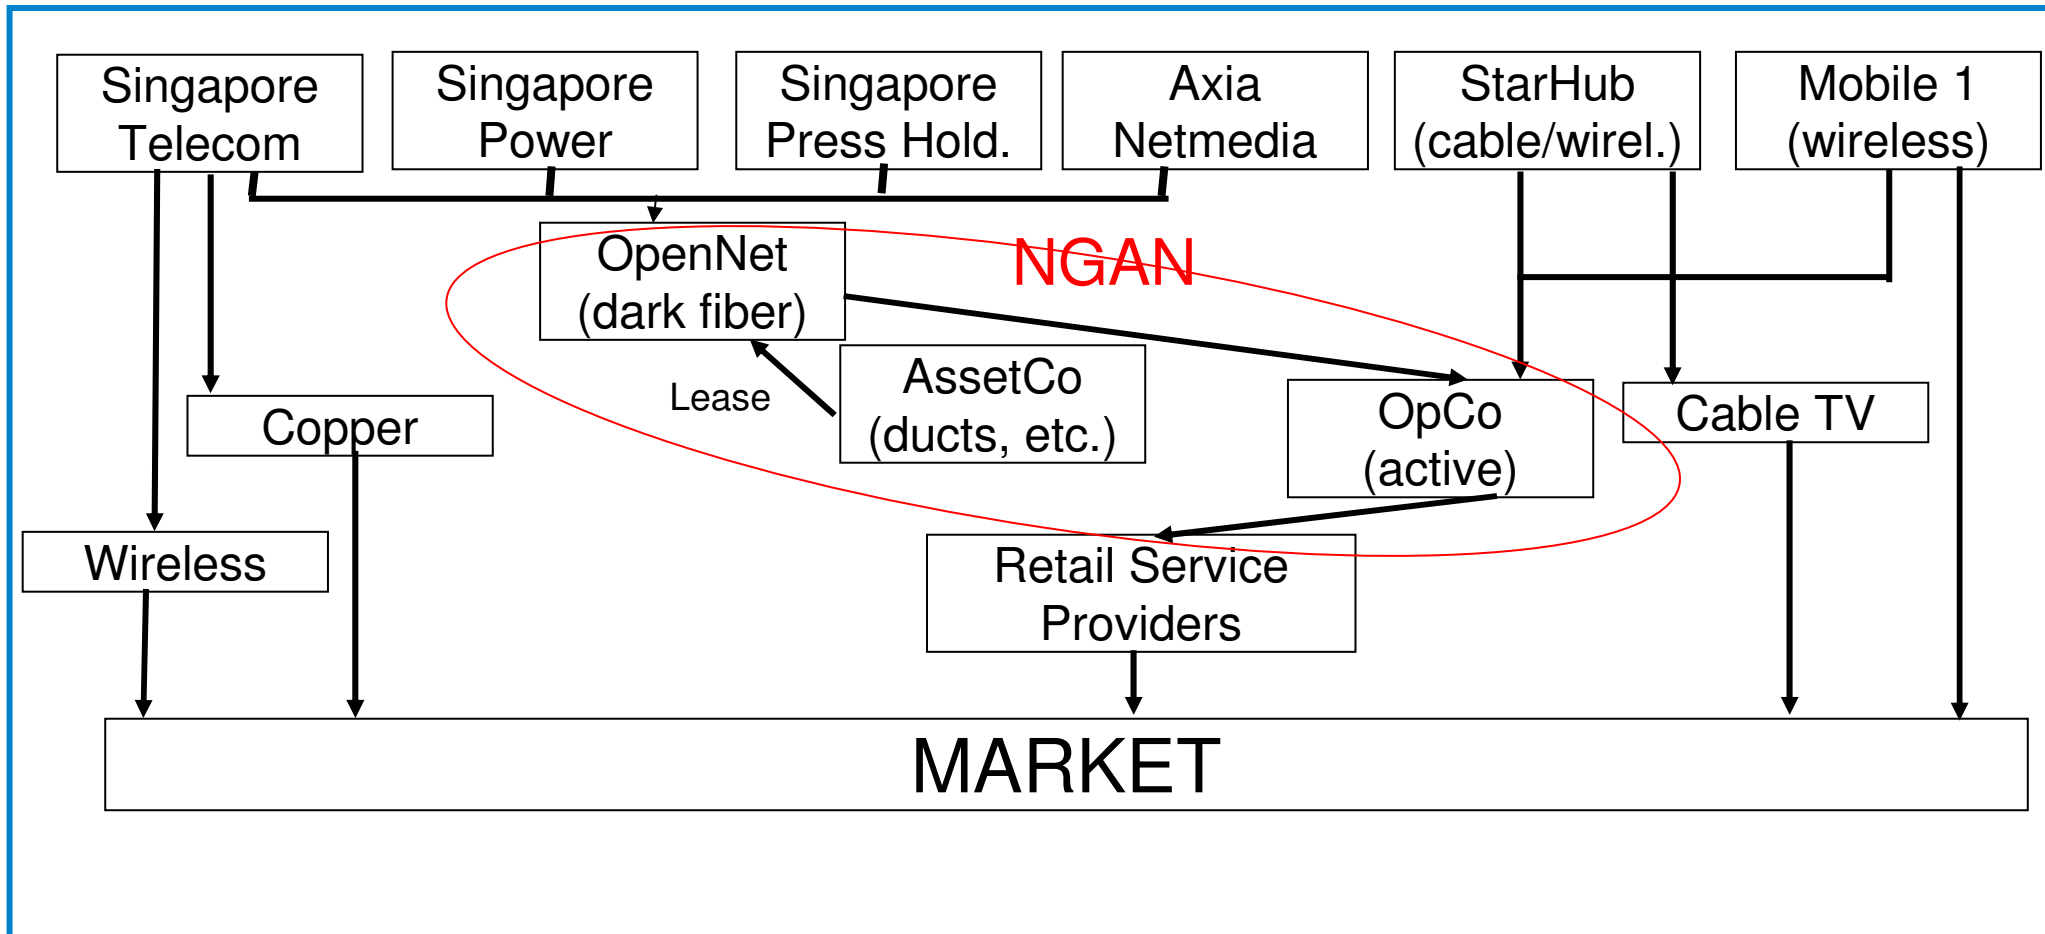 Singapore
Telecom
Singapore
Power
Singapore
Press Hold.
Axia
Netmedia
StarHub
(cable/wirel.)
Mobile 1
(wireless)
OpenNet
(dark fiber)
NGAN
Lease
AssetCo
(ducts, etc.)
OpCo
(active)
Cable TV
Copper
Wireless
Retail Service
Providers
MARKET